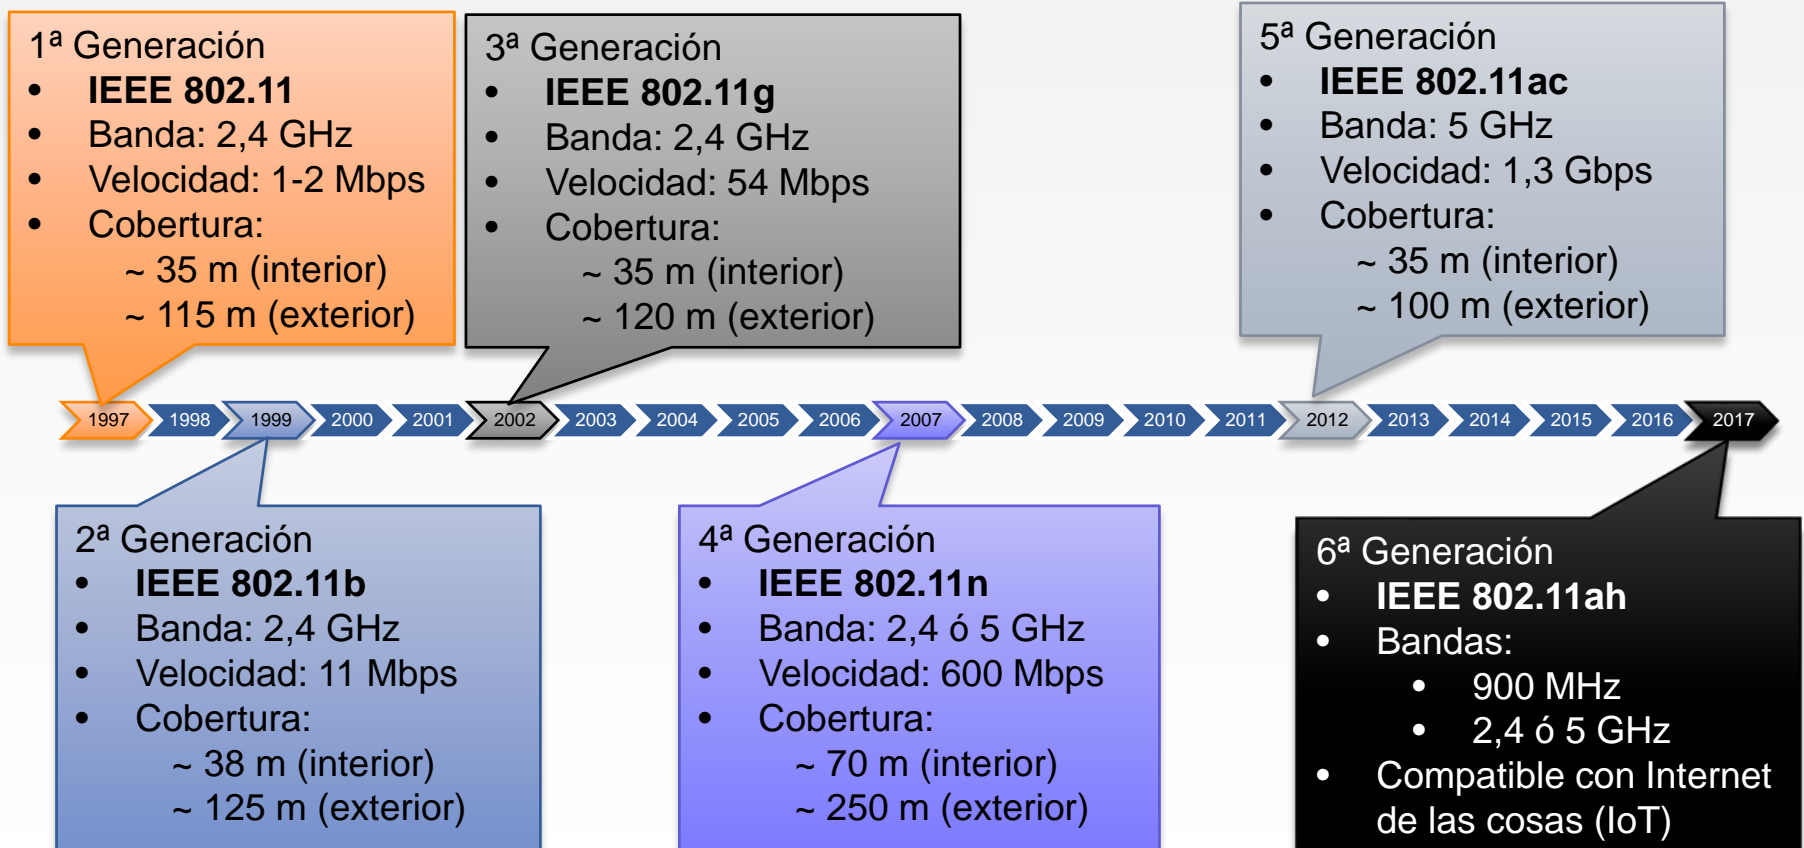 1ª Generación
• IEEE 802.11
• Banda: 2,4 GHz
• Velocidad: 1-2 Mbps
• Cobertura:
~ 35 m (interior)
~ 115 m (exterior)
3ª Generación
• IEEE 802.11g
• Banda: 2,4 GHz
• Velocidad: 54 Mbps
• Cobertura:
~ 35 m (interior)
~ 120 m (exterior)
5ª Generación
• IEEE 802.11ac
• Banda: 5 GHz
• Velocidad: 1,3 Gbps
• Cobertura:
~ 35 m (interior)
~ 100 m (exterior)
1997 1998 1999 2000 2001 2002 2003 2004 2005 2006 2007 2008 2009 2010 2011 2012 2013 2014 2015 2016 2017
2ª Generación
• IEEE 802.11b
• Banda: 2,4 GHz
• Velocidad: 11 Mbps
• Cobertura:
~ 38 m (interior)
~ 125 m (exterior)
4ª Generación
• IEEE 802.11n
• Banda: 2,4 ó 5 GHz
• Velocidad: 600 Mbps
• Cobertura:
~ 70 m (interior)
~ 250 m (exterior)
6ª Generación
• IEEE 802.11ah
• Bandas:
• 900 MHz
• 2,4 ó 5 GHz
• Compatible con Internet
de las cosas (IoT)